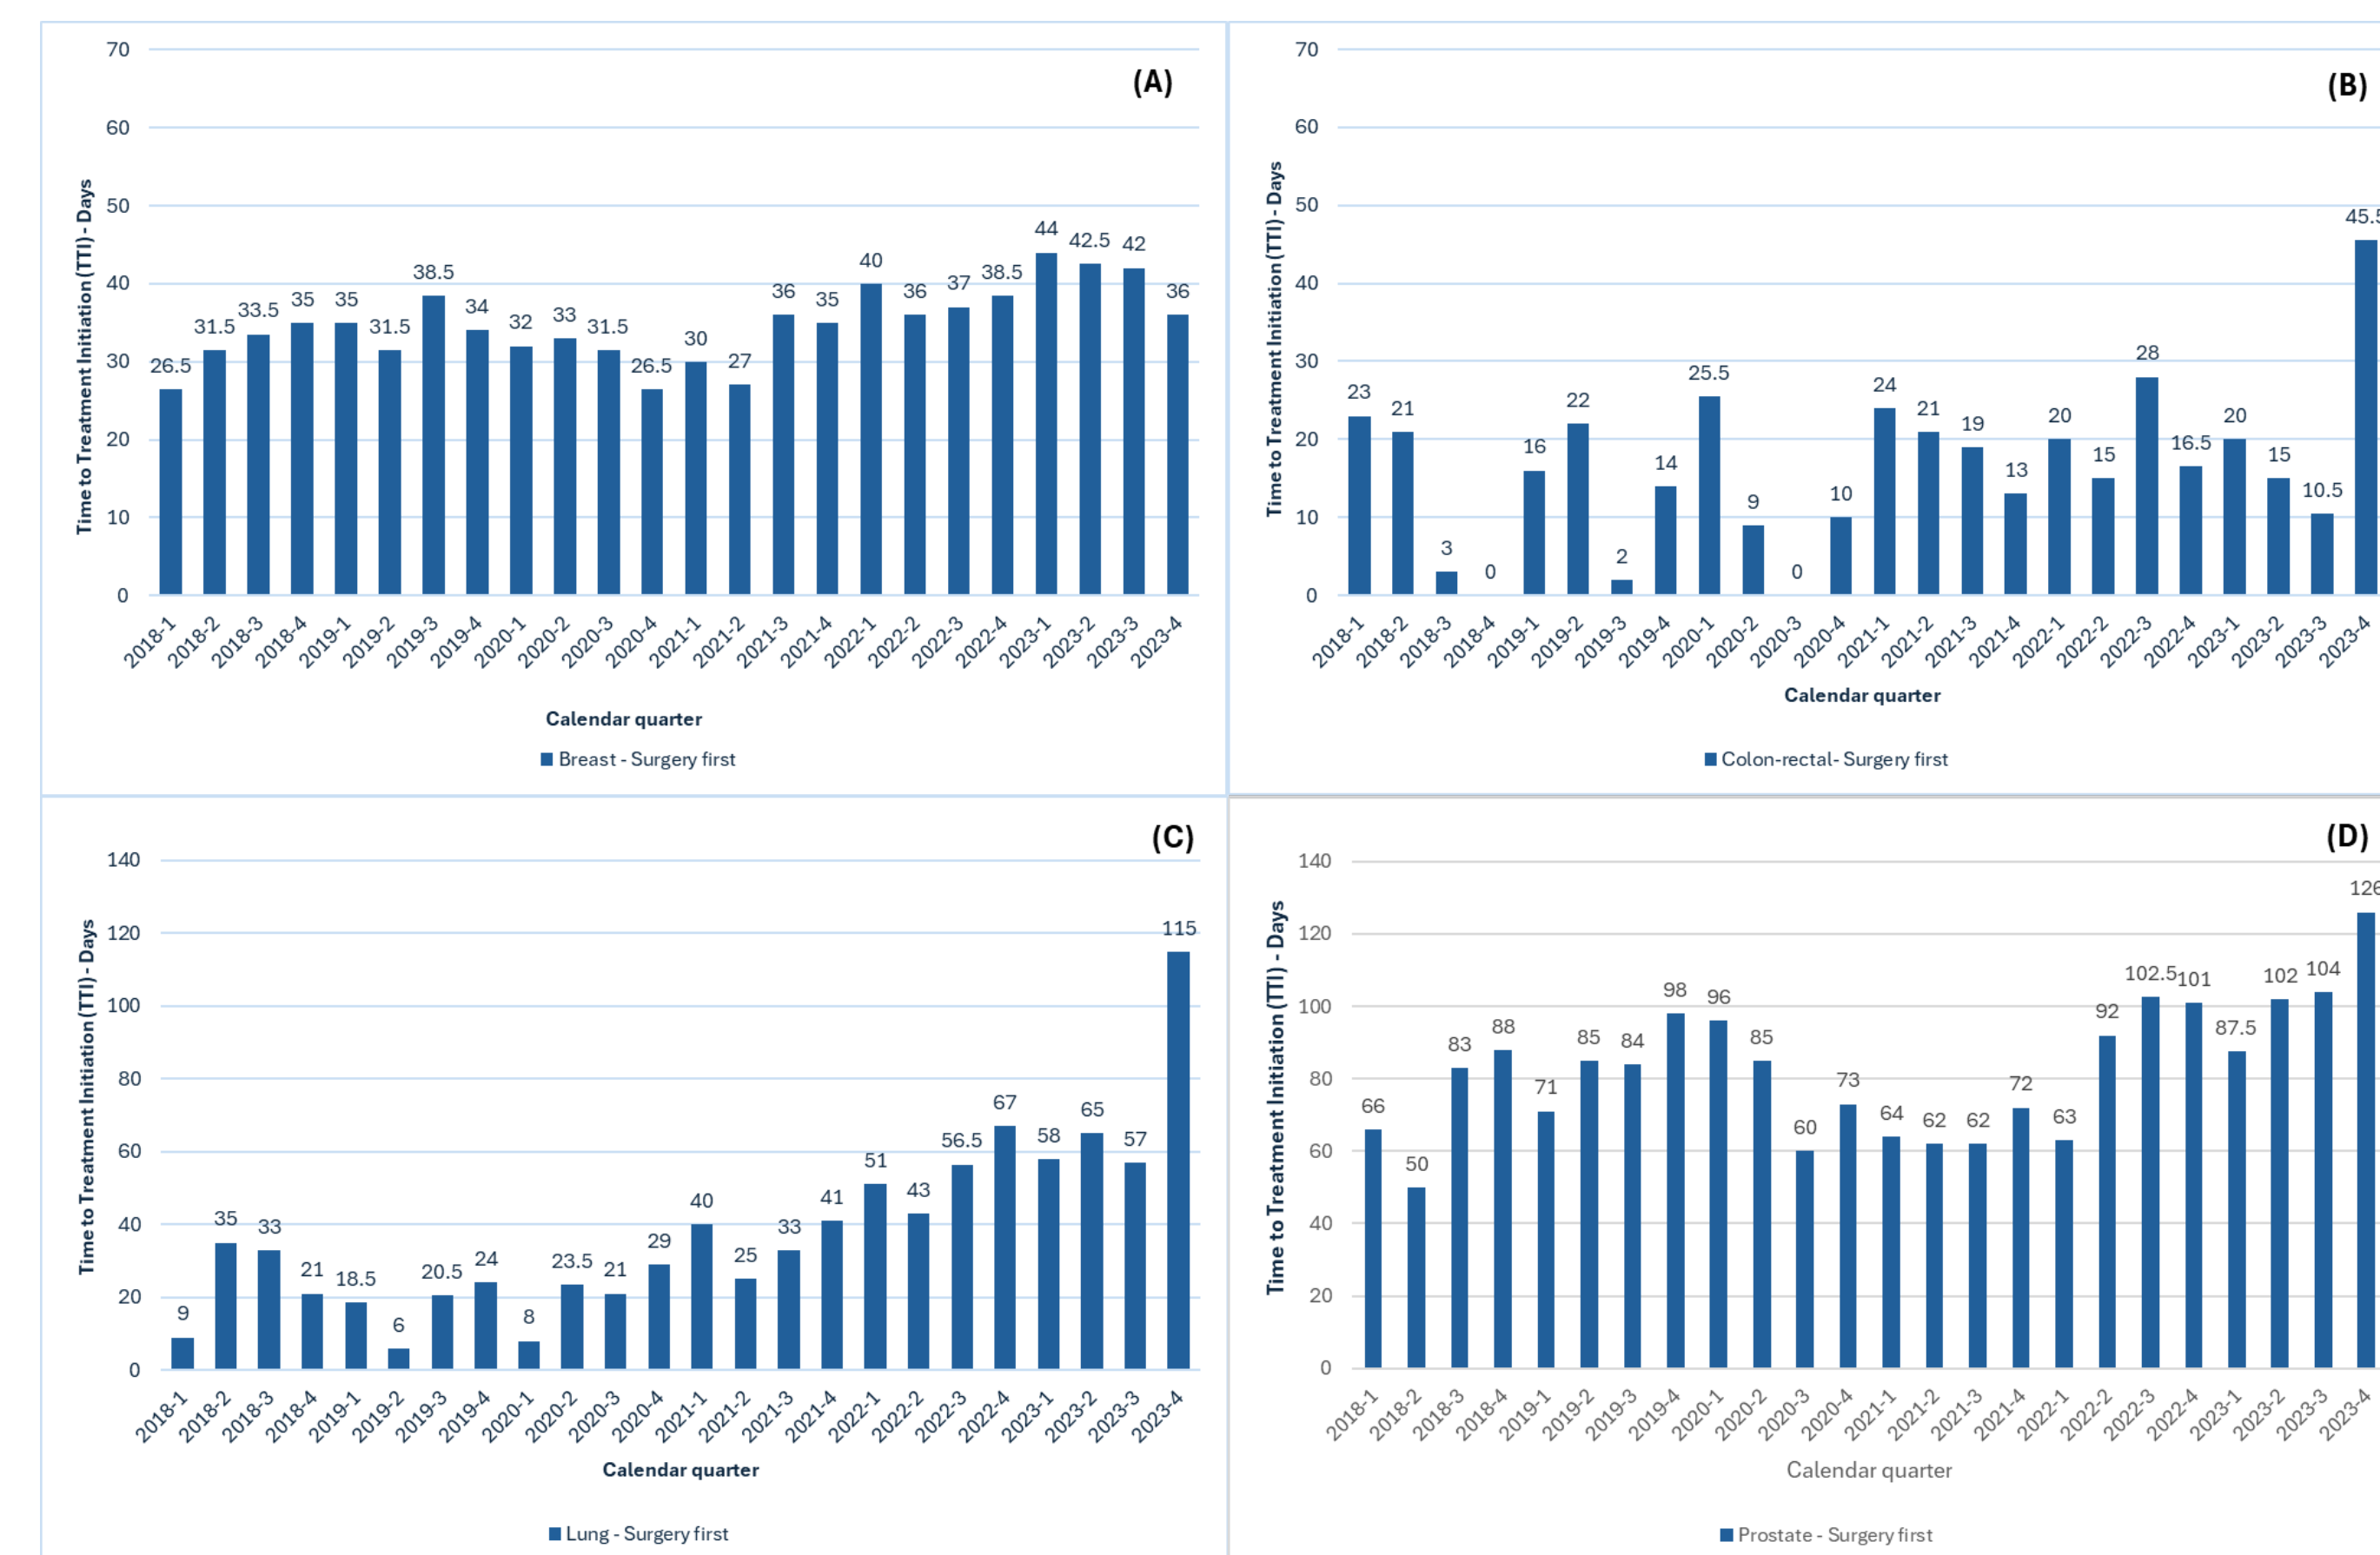 (A)
Time to Treatment Initiation (TTI) - Days
70
60
50
40
30
20
10
0
26.5 31.5 33.5 35 35 31.5 38.5 34 32 33 31.5 26.5 30 27 36 35 40 36 37 38.5 44 42.5 42 36
2018-1 2018-2 2018-3 2018-4 2019-1 2019-2 2019-3 2019-4 2020-1 2020-2 2020-3 2020-4 2021-1 2021-2 2021-3 2021-4 2022-1 2022-2 2022-3 2022-4 2023-1 2023-2 2023-3 2023-4
Calendar quarter
Breast - Surgery first
(B)
Time to Treatment Initiation (TTI) - Days
70
60
50
40
30
20
10
0
23 21 3 0 16 22 2 14 25.5 9 0 10 24 21 19 13 20 15 28 16.5 20 15 10.5 45.5
2018-1 2018-2 2018-3 2018-4 2019-1 2019-2 2019-3 2019-4 2020-1 2020-2 2020-3 2020-4 2021-1 2021-2 2021-3 2021-4 2022-1 2022-2 2022-3 2022-4 2023-1 2023-2 2023-3 2023-4
Calendar quarter
Colon-rectal- Surgery first
(C)
Time to Treatment Initiation (TTI) - Days
140
120
100
80
60
40
20
0
9 35 33 21 18.5 6 20.5 24 8 23.5 21 29 40 25 33 41 51 43 56.5 67 58 65 57 115
2018-1 2018-2 2018-3 2018-4 2019-1 2019-2 2019-3 2019-4 2020-1 2020-2 2020-3 2020-4 2021-1 2021-2 2021-3 2021-4 2022-1 2022-2 2022-3 2022-4 2023-1 2023-2 2023-3 2023-4
Calendar quarter
Lung - Surgery first
(D)
Time to Treatment Initiation (TTI) - Days
140
120
100
80
60
40
20
0
66 50 83 88 71 85 84 98 96 85 60 73 64 62 62 72 63 92 102.5 101 87.5 102 104 126
2018-1 2018-2 2018-3 2018-4 2019-1 2019-2 2019-3 2019-4 2020-1 2020-2 2020-3 2020-4 2021-1 2021-2 2021-3 2021-4 2022-1 2022-2 2022-3 2022-4 2023-1 2023-2 2023-3 2023-4
Calendar quarter
Prostate - Surgery first